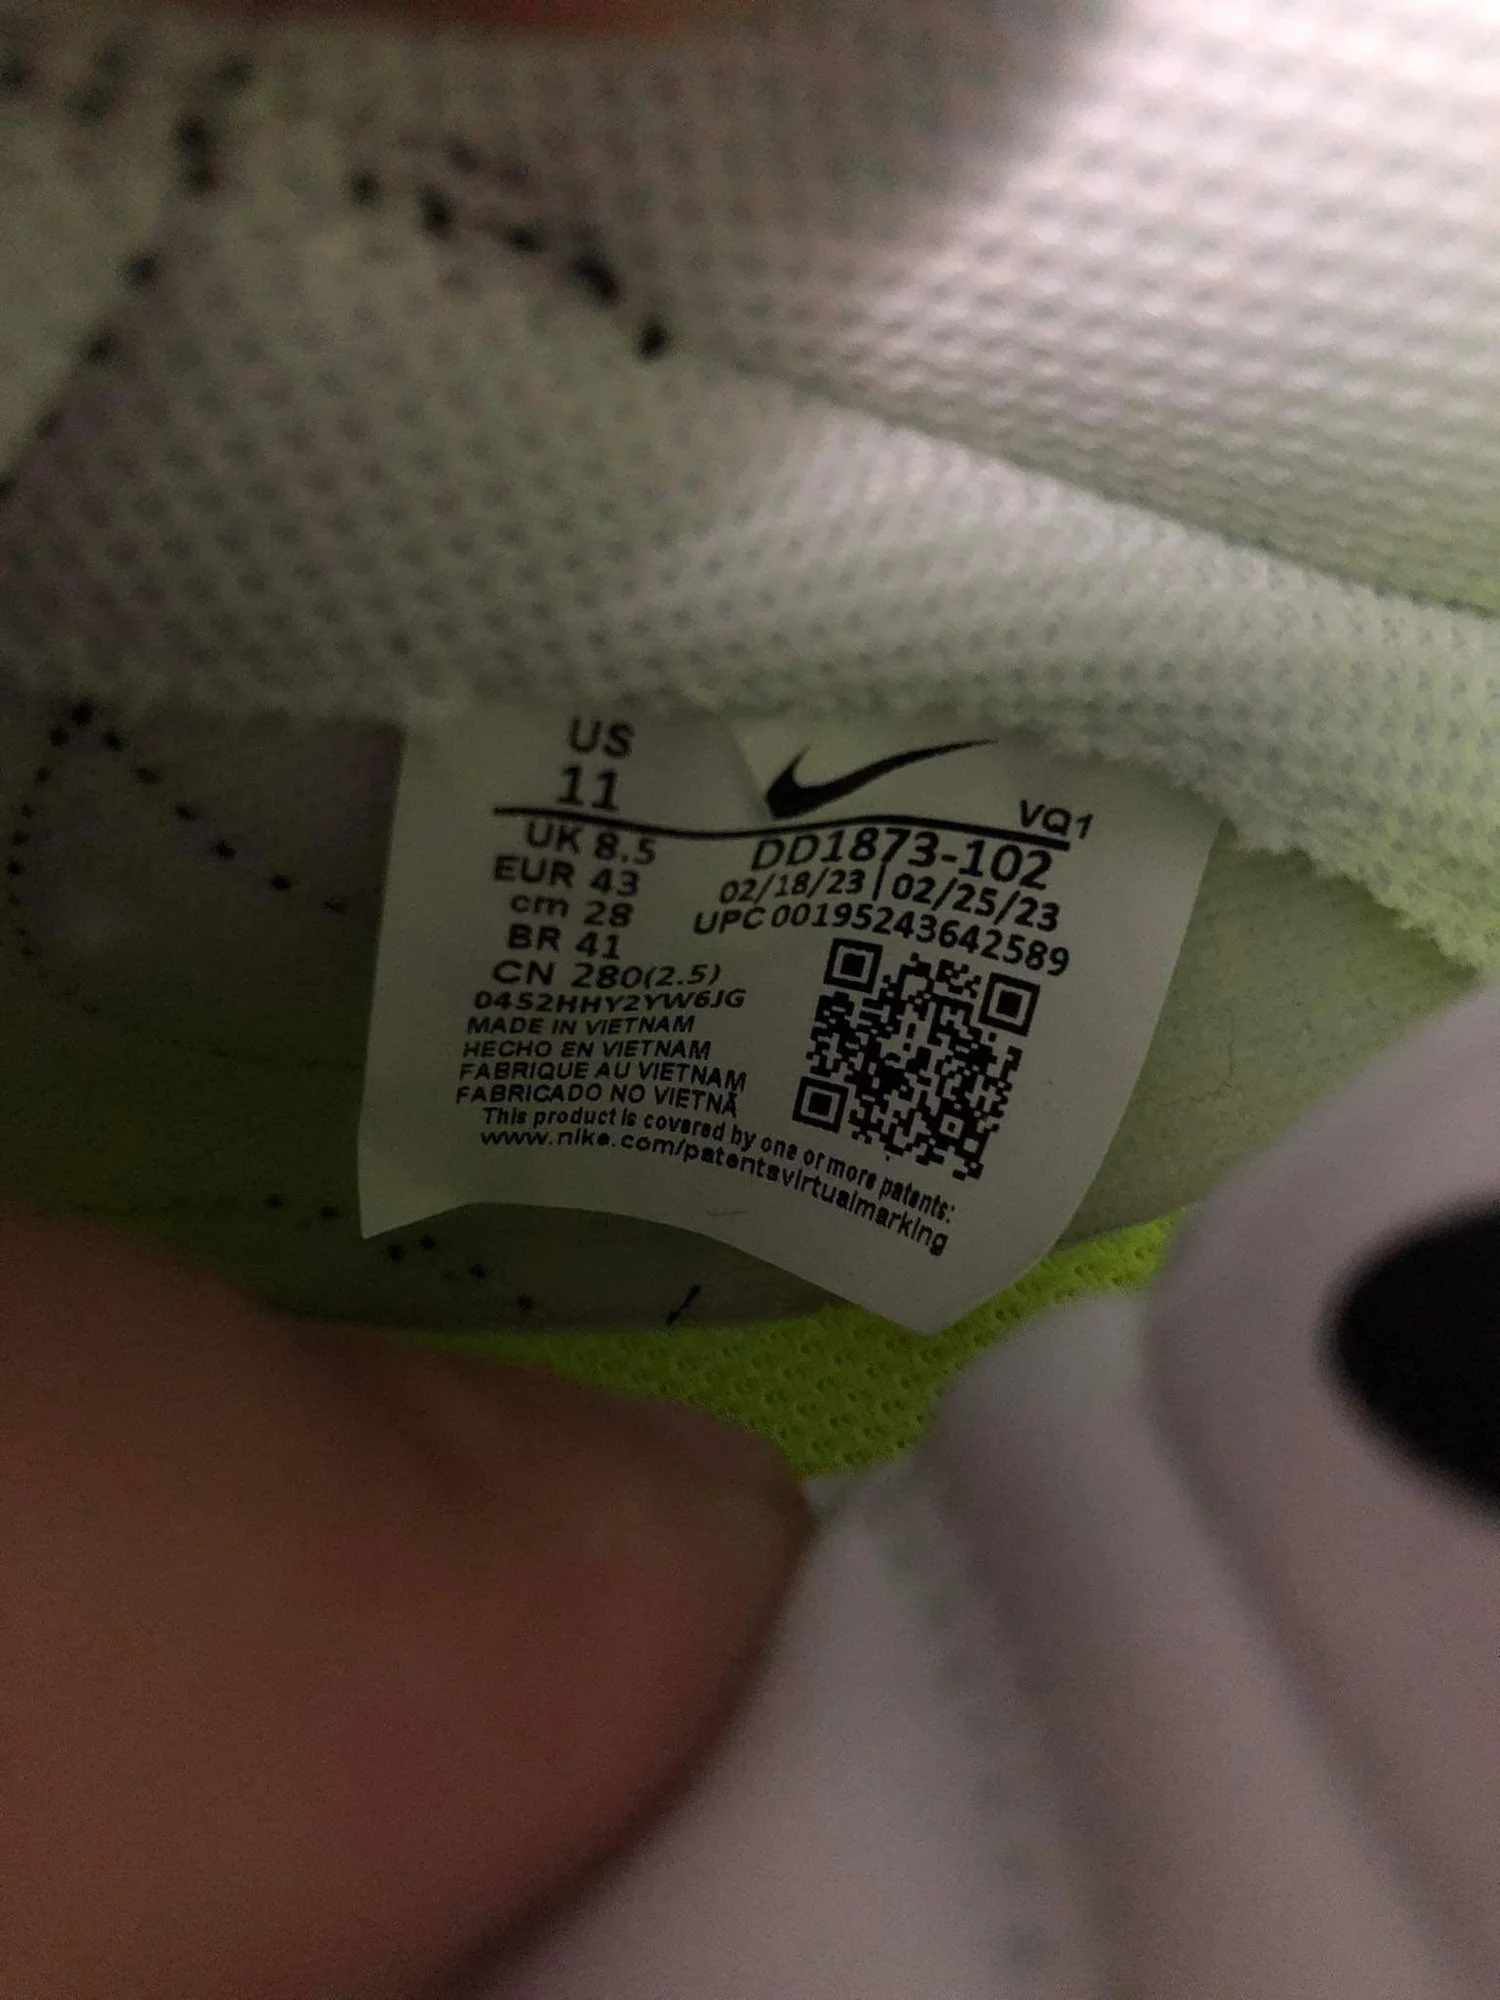 US
11
VQ1
UK 8.5
EUR 43
cm 28
BR 41
CN 280(2.5)
DD1873-102
02/18/23 | 02/25/23
UPC 00195243642589
0452HHY2YW6JG
MADE IN VIETNAM
HECHO EN VIETNAM
FABRIQUE AU VIETNAM
FABRICADO NO VIETNÃ
This product is covered by one or more patents:
www.nike.com/patentsvirtualmarking